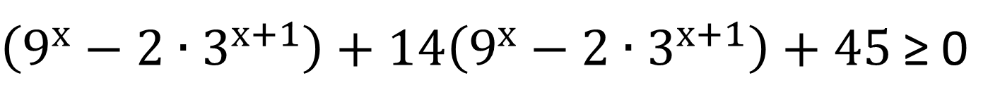 (9ˣ − 2 · 3ˣ⁺¹) + 14(9ˣ − 2 · 3ˣ⁺¹) + 45 ≥ 0